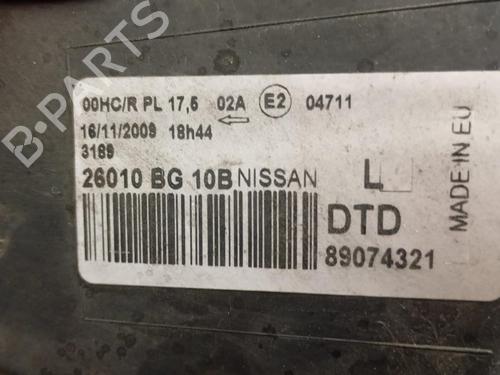 B-PARTS
00HC/R PL 17,5 02A E2 04711
16/11/2009 18h44
3189
26010 BG 10B NISSAN L
DTD
89074321
MADE IN EU